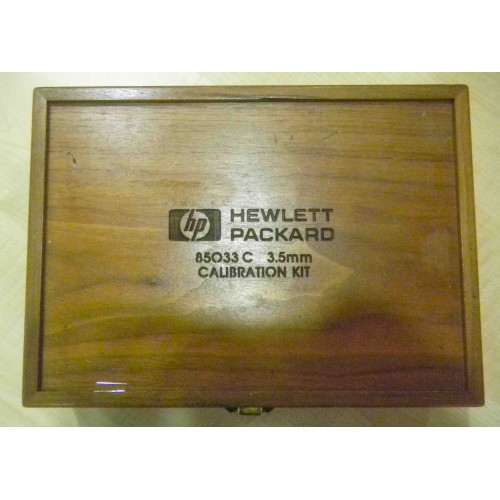 hp HEWLETT
PACKARD
85033C 3.5mm
CALIBRATION KIT